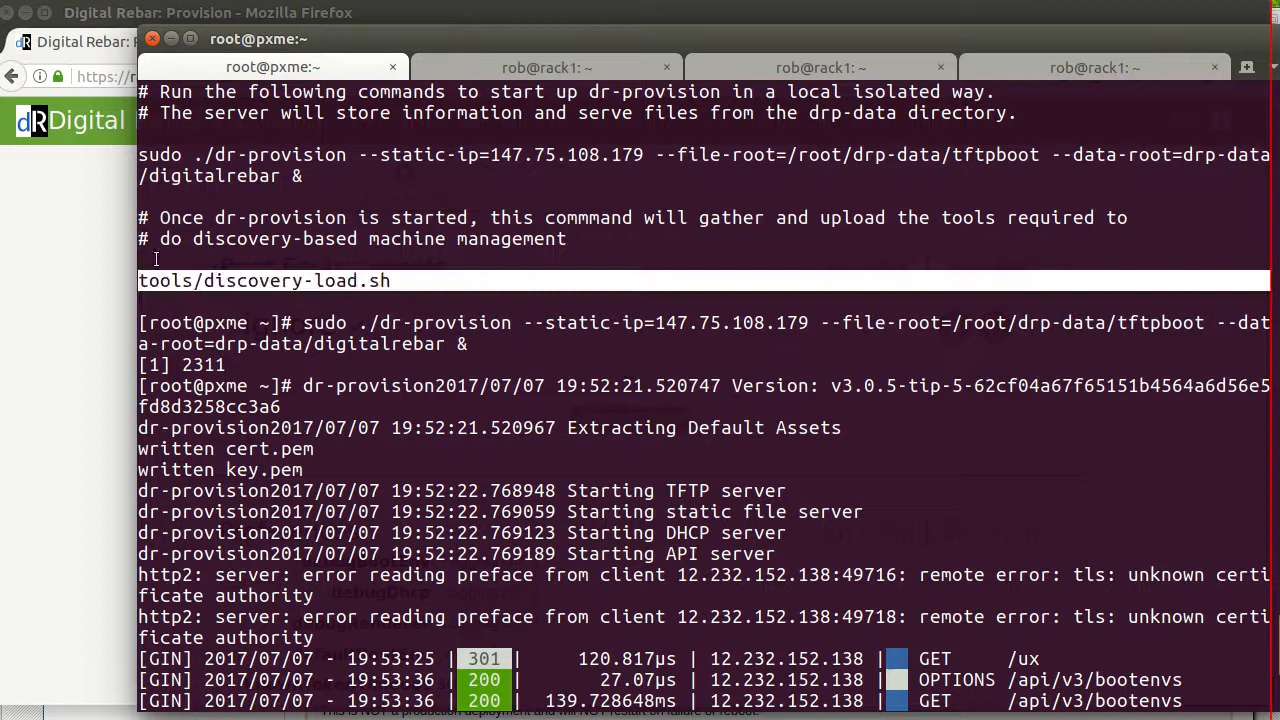 Digital Rebar: Provision - Mozilla Firefox
dR Digital Rebar: P
root@pxme:~
root@pxme:~ ×
rob@rack1: ~ ×
rob@rack1: ~ ×
rob@rack1: ~ ×
https://r
dRDigital
# Run the following commands to start up dr-provision in a local isolated way.
# The server will store information and serve files from the drp-data directory.
sudo ./dr-provision --static-ip=147.75.108.179 --file-root=/root/drp-data/tftpboot --data-root=drp-data
/digitalrebar &
# Once dr-provision is started, this commmand will gather and upload the tools required to
# do discovery-based machine management
tools/discovery-load.sh
[root@pxme ~]# sudo ./dr-provision --static-ip=147.75.108.179 --file-root=/root/drp-data/tftpboot --dat
a-root=drp-data/digitalrebar &
[1] 2311
[root@pxme ~]# dr-provision2017/07/07 19:52:21.520747 Version: v3.0.5-tip-5-62cf04a67f65151b4564a6d56e5
fd8d3258cc3a6
dr-provision2017/07/07 19:52:21.520967 Extracting Default Assets
written cert.pem
written key.pem
dr-provision2017/07/07 19:52:22.768948 Starting TFTP server
dr-provision2017/07/07 19:52:22.769059 Starting static file server
dr-provision2017/07/07 19:52:22.769123 Starting DHCP server
dr-provision2017/07/07 19:52:22.769189 Starting API server
http2: server: error reading preface from client 12.232.152.138:49716: remote error: tls: unknown certi
ficate authority
http2: server: error reading preface from client 12.232.152.138:49718: remote error: tls: unknown certi
ficate authority
[GIN] 2017/07/07 - 19:53:25 | 301 | 120.817µs | 12.232.152.138 | GET /ux
[GIN] 2017/07/07 - 19:53:36 | 200 | 27.07µs | 12.232.152.138 | OPTIONS /api/v3/bootenvs
[GIN] 2017/07/07 - 19:53:36 | 200 | 139.728648ms | 12.232.152.138 | GET /api/v3/bootenvs